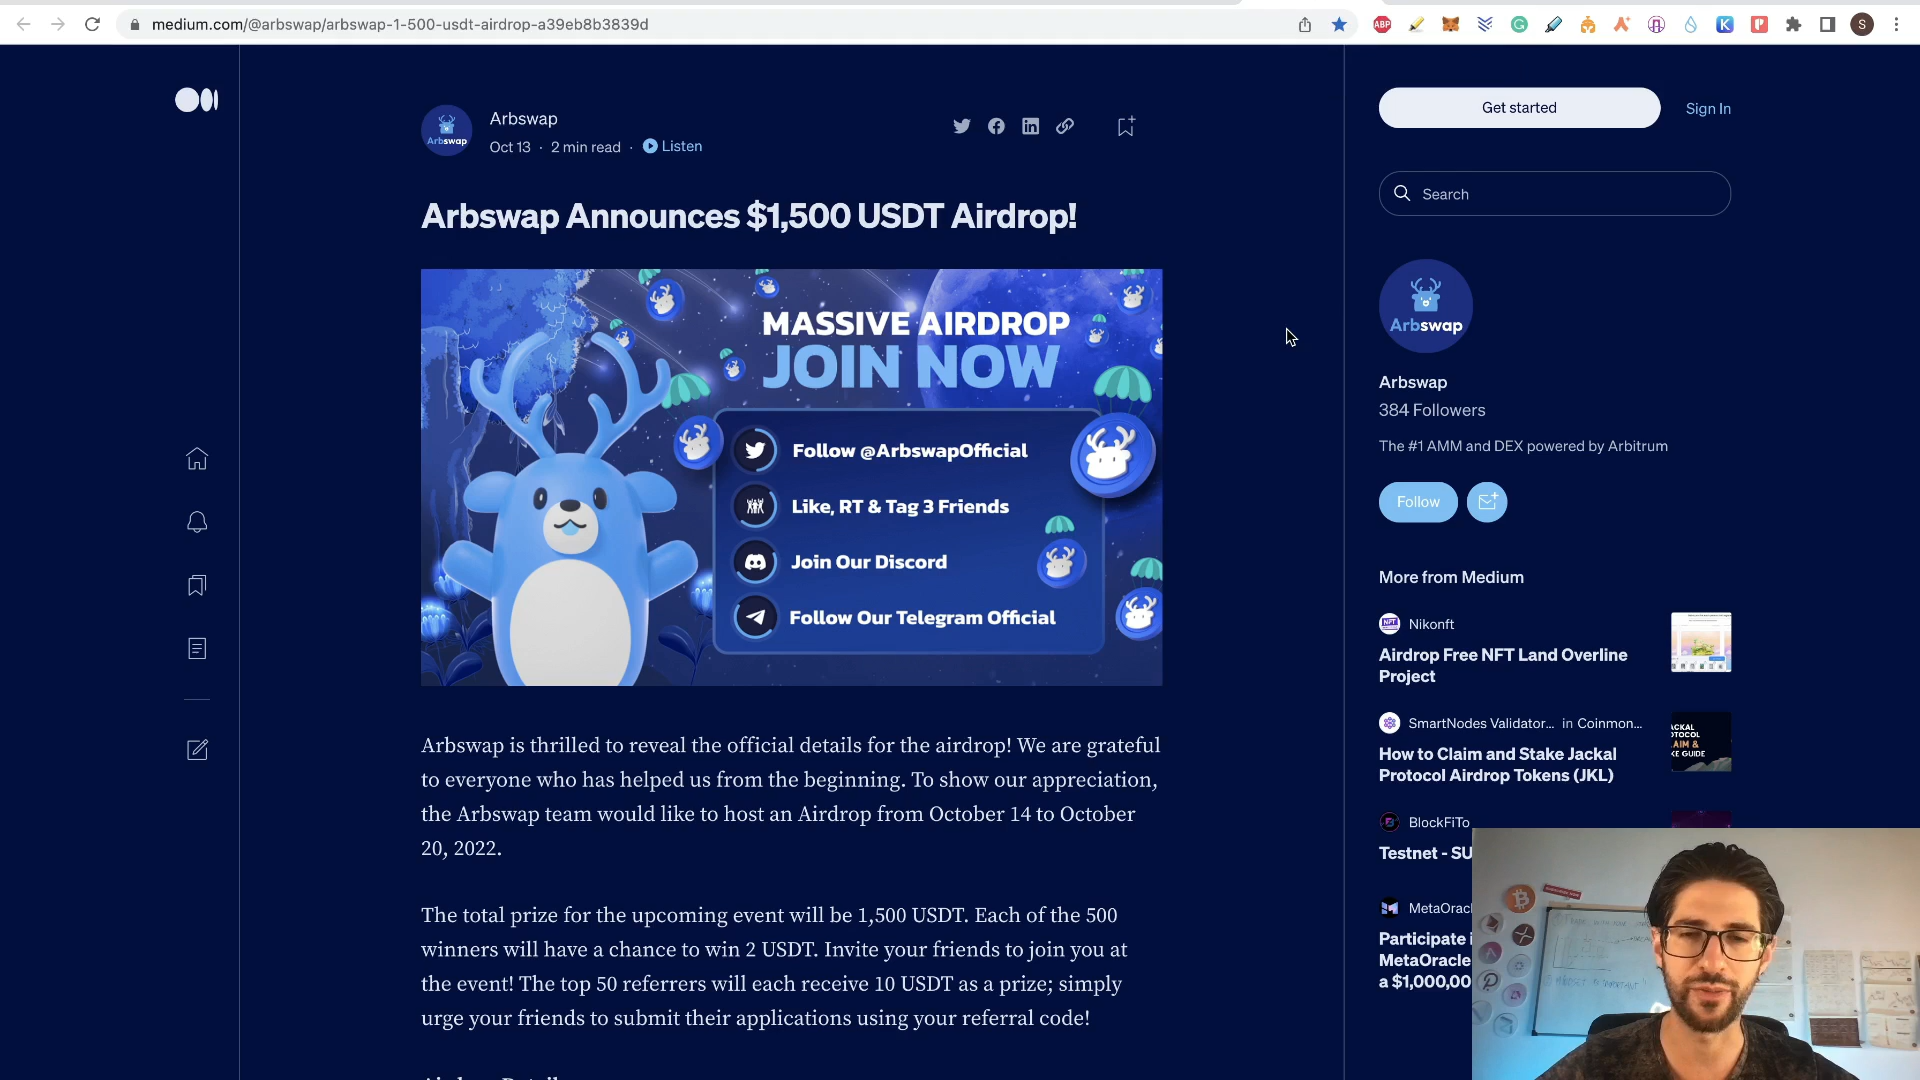 medium.com/@arbswap/arbswap-1-500-usdt-airdrop-a39eb8b3839d
ABP
S
Arbswap
Arbswap
Oct 13 · 2 min read · Listen
Arbswap Announces $1,500 USDT Airdrop!
MASSIVE AIRDROP
JOIN NOW
Follow @ArbswapOfficial
Like, RT & Tag 3 Friends
Join Our Discord
Follow Our Telegram Official
Arbswap is thrilled to reveal the official details for the airdrop! We are grateful
to everyone who has helped us from the beginning. To show our appreciation,
the Arbswap team would like to host an Airdrop from October 14 to October
20, 2022.
The total prize for the upcoming event will be 1,500 USDT. Each of the 500
winners will have a chance to win 2 USDT. Invite your friends to join you at
the event! The top 50 referrers will each receive 10 USDT as a prize; simply
urge your friends to submit their applications using your referral code!
Get started
Sign In
Search
Arbswap
Arbswap
384 Followers
The #1 AMM and DEX powered by Arbitrum
Follow
More from Medium
Nikonft
Airdrop Free NFT Land Overline
Project
SmartNodes Validator... in Coinmon...
How to Claim and Stake Jackal
Protocol Airdrop Tokens (JKL)
BlockFiTo
Testnet - SU
MetaOracl
Participate i
MetaOracle
a $1,000,00